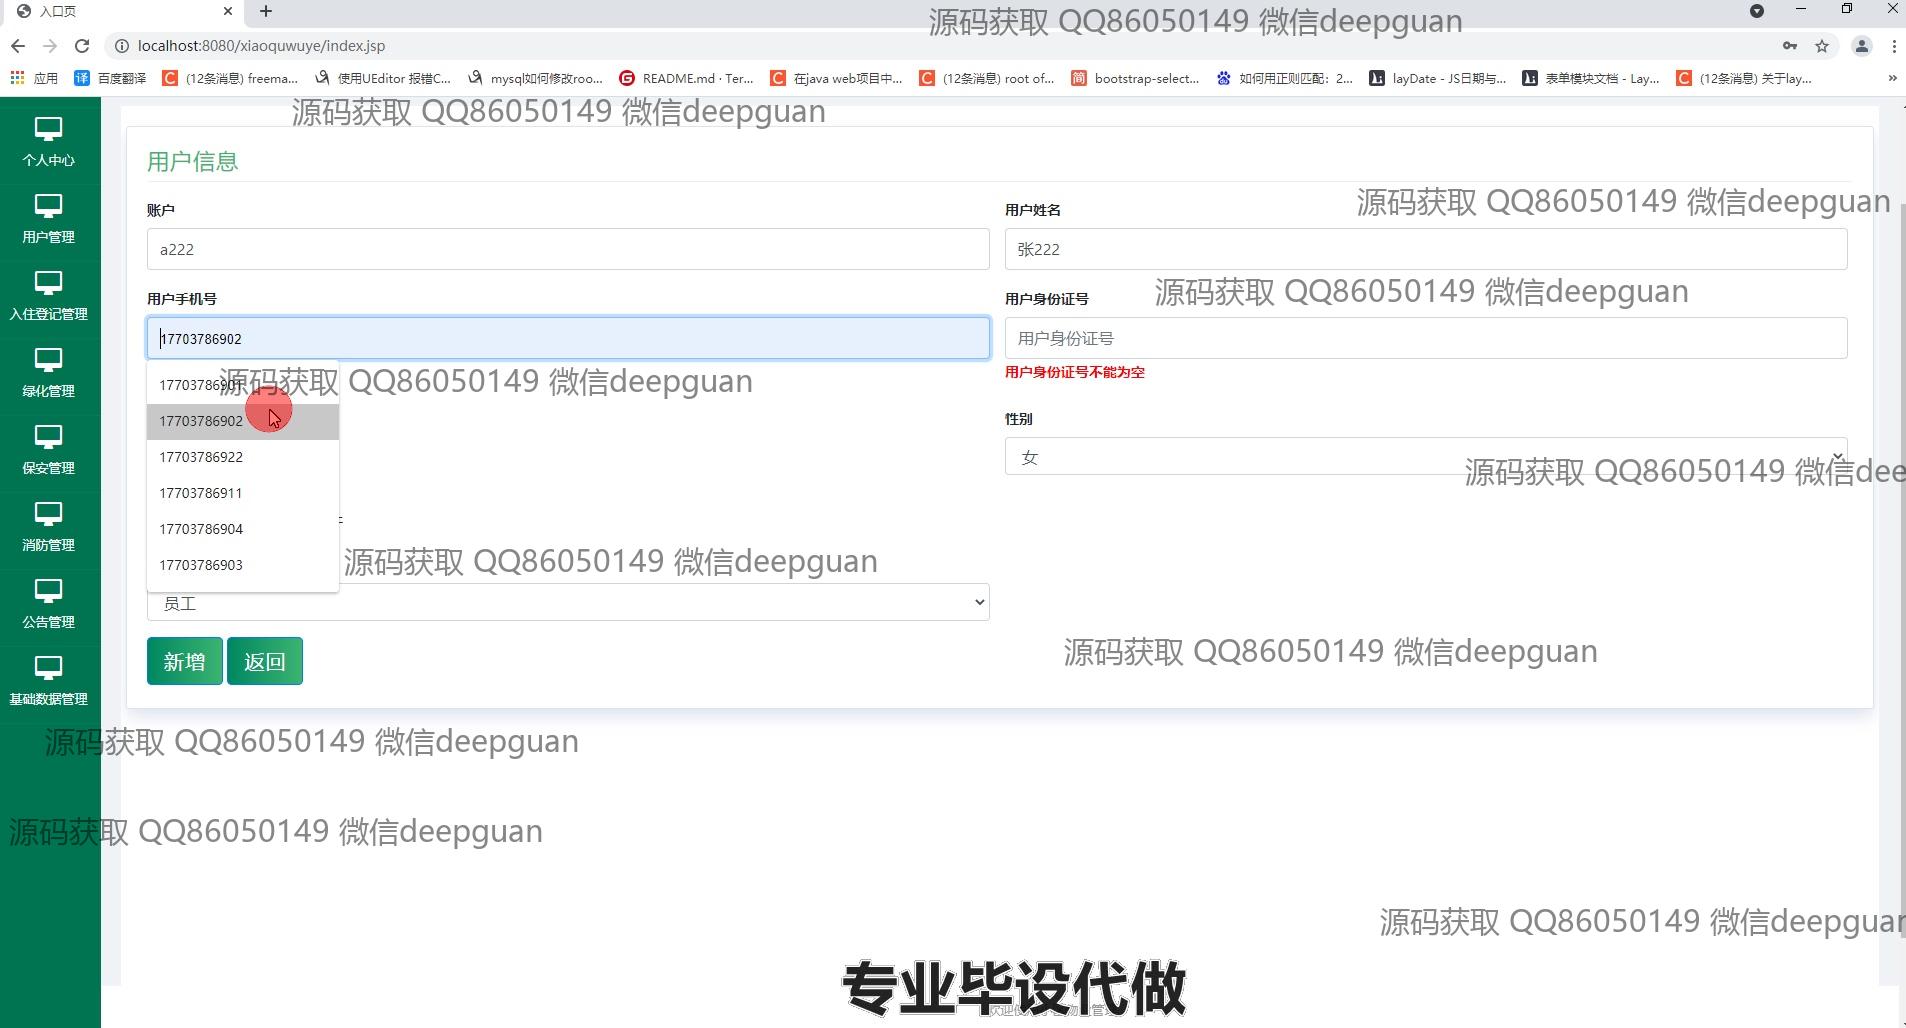 入口页
源码获取 QQ86050149 微信deepguan
localhost:8080/xiaoquwuye/index.jsp
应用
百度翻译
(12条消息) freema...
使用UEditor 报错C...
mysql如何修改roo...
README.md · Ter...
在java web项目中...
(12条消息) root of...
bootstrap-select...
如何用正则匹配：2...
layDate - JS日期与...
表单模块文档 - Lay...
(12条消息) 关于lay...
源码获取 QQ86050149 微信deepguan
个人中心
用户管理
入住登记管理
绿化管理
保安管理
消防管理
公告管理
基础数据管理
用户信息
账户
用户姓名
源码获取 QQ86050149 微信deepguan
a222
张222
用户手机号
用户身份证号
源码获取 QQ86050149 微信deepguan
17703786902
用户身份证号
用户身份证号不能为空
17703786901
源码获取 QQ86050149 微信deepguan
17703786902
性别
17703786922
女
源码获取 QQ86050149 微信dee
17703786911
17703786904
17703786903
源码获取 QQ86050149 微信deepguan
员工
新增
返回
源码获取 QQ86050149 微信deepguan
源码获取 QQ86050149 微信deepguan
源码获取 QQ86050149 微信deepguan
源码获取 QQ86050149 微信deepguan
专业毕设代做